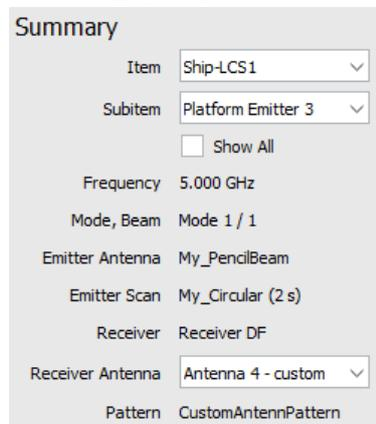 Summary
Item Ship-LCS1
Subitem Platform Emitter 3
Show All
Frequency 5.000 GHz
Mode, Beam Mode 1 / 1
Emitter Antenna My_PencilBeam
Emitter Scan My_Circular (2 s)
Receiver Receiver DF
Receiver Antenna Antenna 4 - custom
Pattern CustomAntennPattern